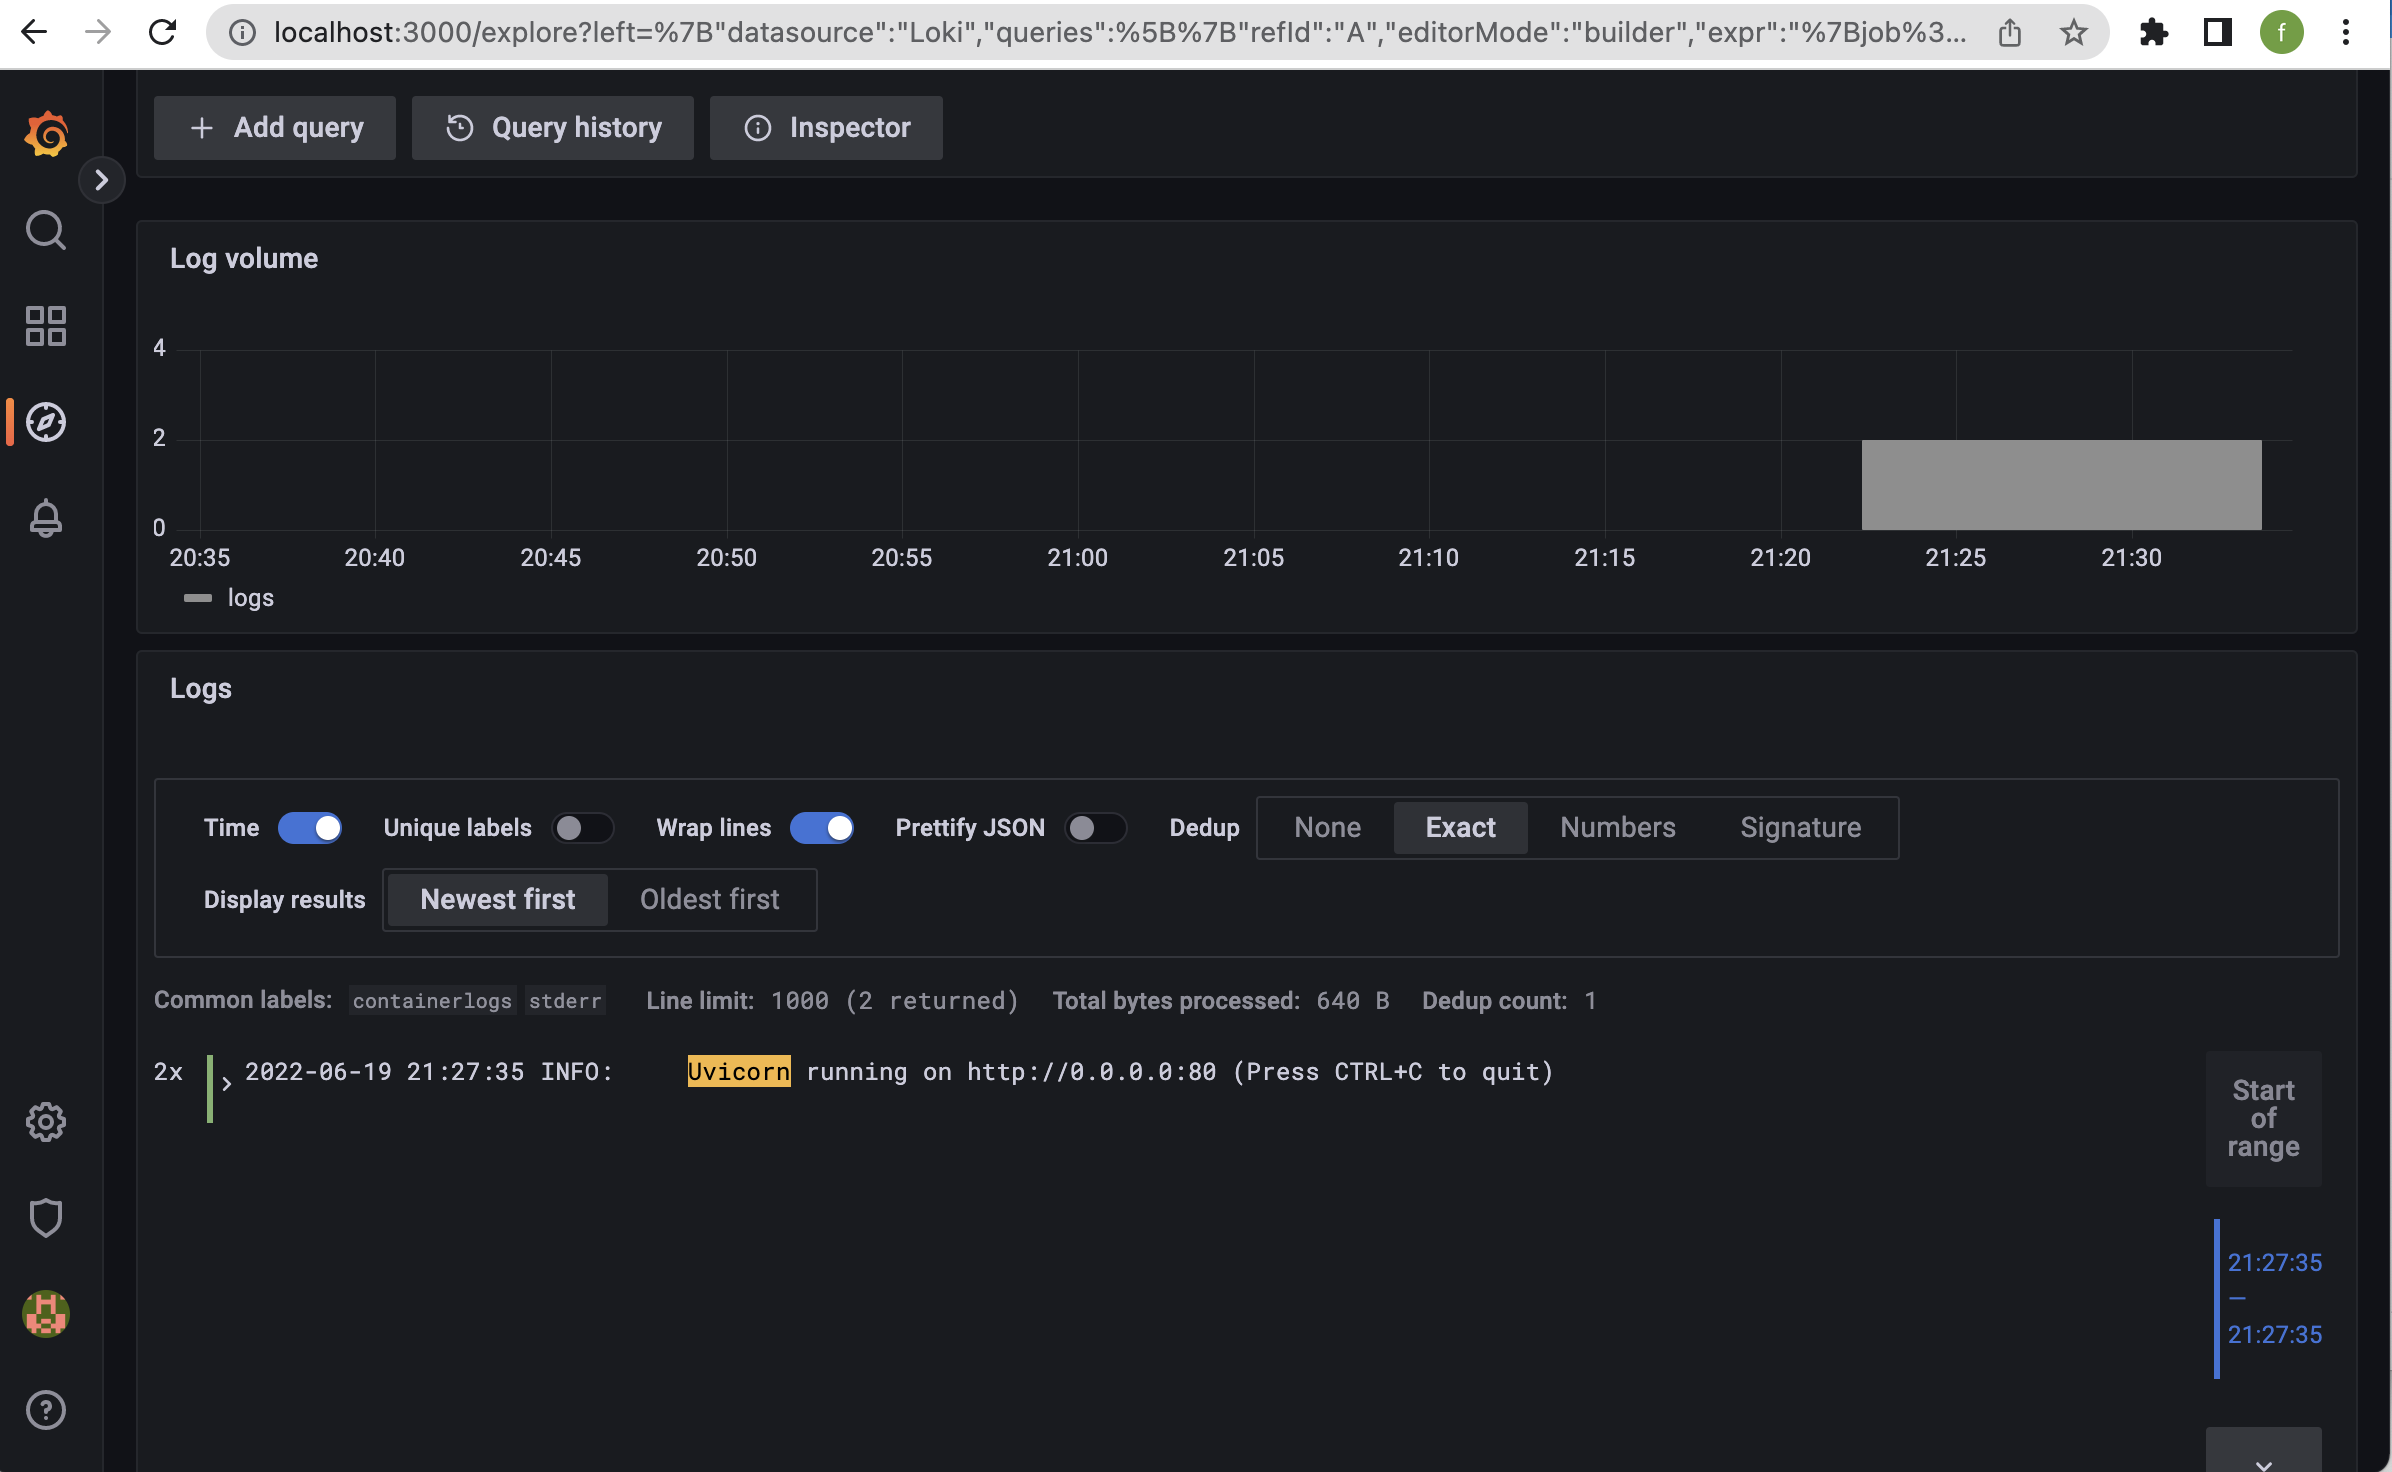 localhost:3000/explore?left=%7B"datasource":"Loki","queries":%5B%7B"refId":"A","editorMode":"builder","expr":"%7Bjob%3...
f
Add query
Query history
Inspector
Log volume
4
2
0
20:35 20:40 20:45 20:50 20:55 21:00 21:05 21:10 21:15 21:20 21:25 21:30
logs
Logs
Time Unique labels Wrap lines Prettify JSON Dedup None Exact Numbers Signature
Display results Newest first Oldest first
Common labels: containerlogs stderr Line limit: 1000 (2 returned) Total bytes processed: 640 B Dedup count: 1
2x 2022-06-19 21:27:35 INFO: Uvicorn running on http://0.0.0.0:80 (Press CTRL+C to quit)
Start
of
range
21:27:35
—
21:27:35